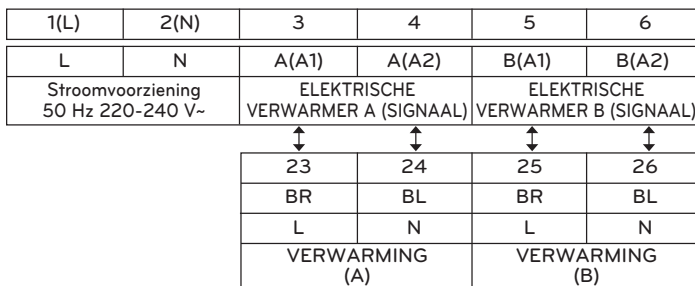 1(L) 2(N) 3 4 5 6
L N A(A1) A(A2) B(A1) B(A2)
Stroomvoorziening ELEKTRISCHE ELEKTRISCHE
50 Hz 220-240 V~ VERWARMER A (SIGNAAL) VERWARMER B (SIGNAAL)
23 24 25 26
BR BL BR BL
L N L N
VERWARMING VERWARMING
(A) (B)